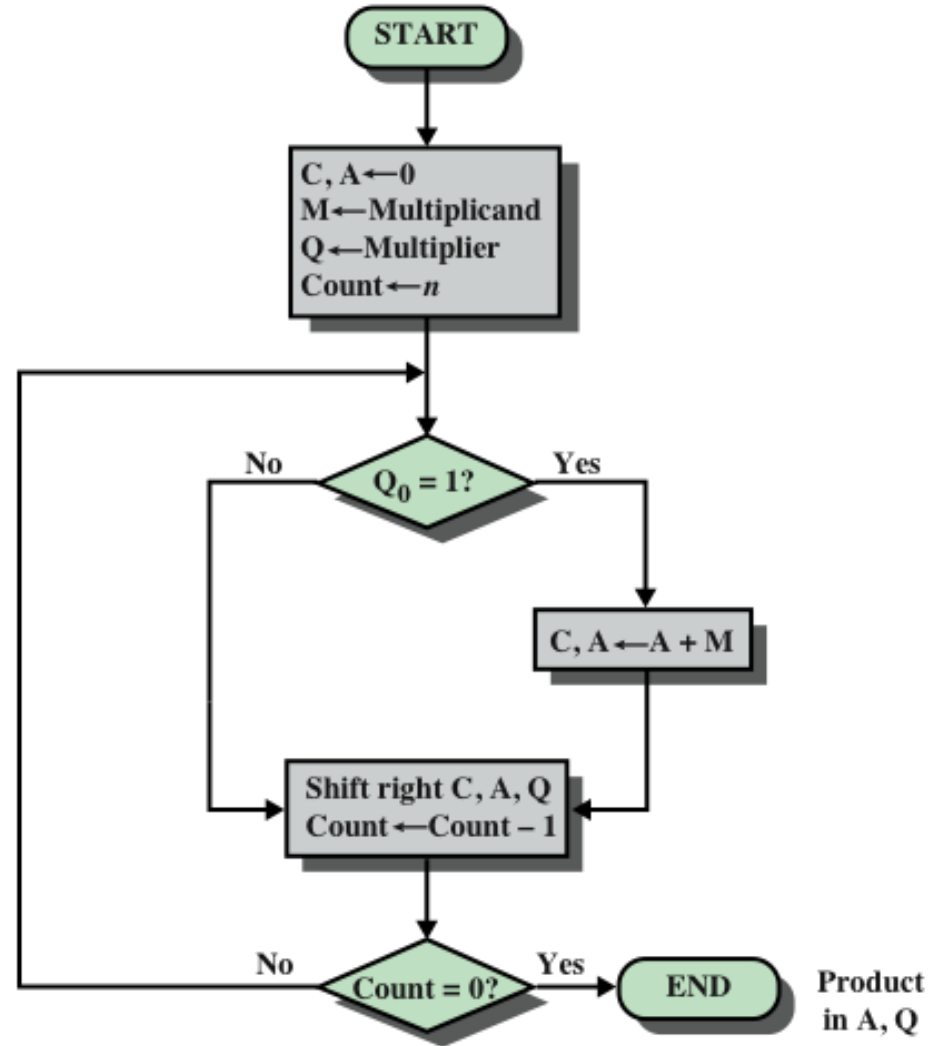 START
C, A←0
M←Multiplicand
Q←Multiplier
Count←n
No
Yes
Q₀ = 1?
C, A←A + M
Shift right C, A, Q
Count←Count – 1
No
Yes
Count = 0?
END
Product
in A, Q